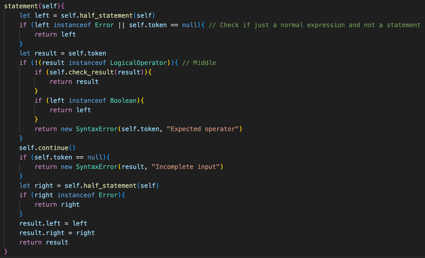 statement(self){
    let left = self.half_statement(self)
    if (left instanceof Error || self.token == null){ // Check if just a normal expression and not a statement
        return left
    }
    let result = self.token
    if (!(result instanceof LogicalOperator)){ // Middle
        if (self.check_result(result)){
            return result
        }
        if (left instanceof Boolean){
            return left
        }
        return new SyntaxError(self.token, "Expected operator")
    }
    self.continue()
    if (self.token == null){
        return new SyntaxError(result, "Incomplete input")
    }
    let right = self.half_statement(self)
    if (right instanceof Error){
        return right
    }
    result.left = left
    result.right = right
    return result
}